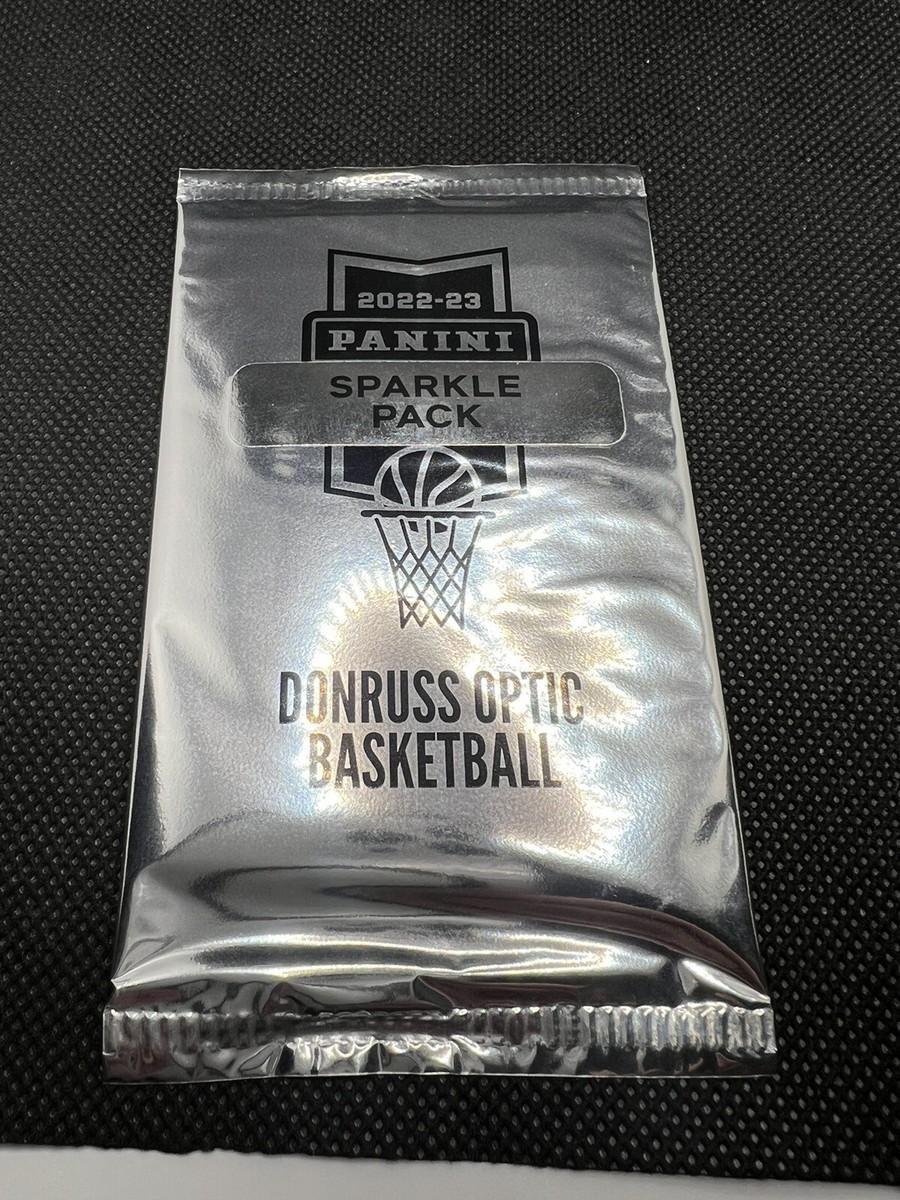 2022-23
PANINI
SPARKLE
PACK
DONRUSS OPTIC
BASKETBALL